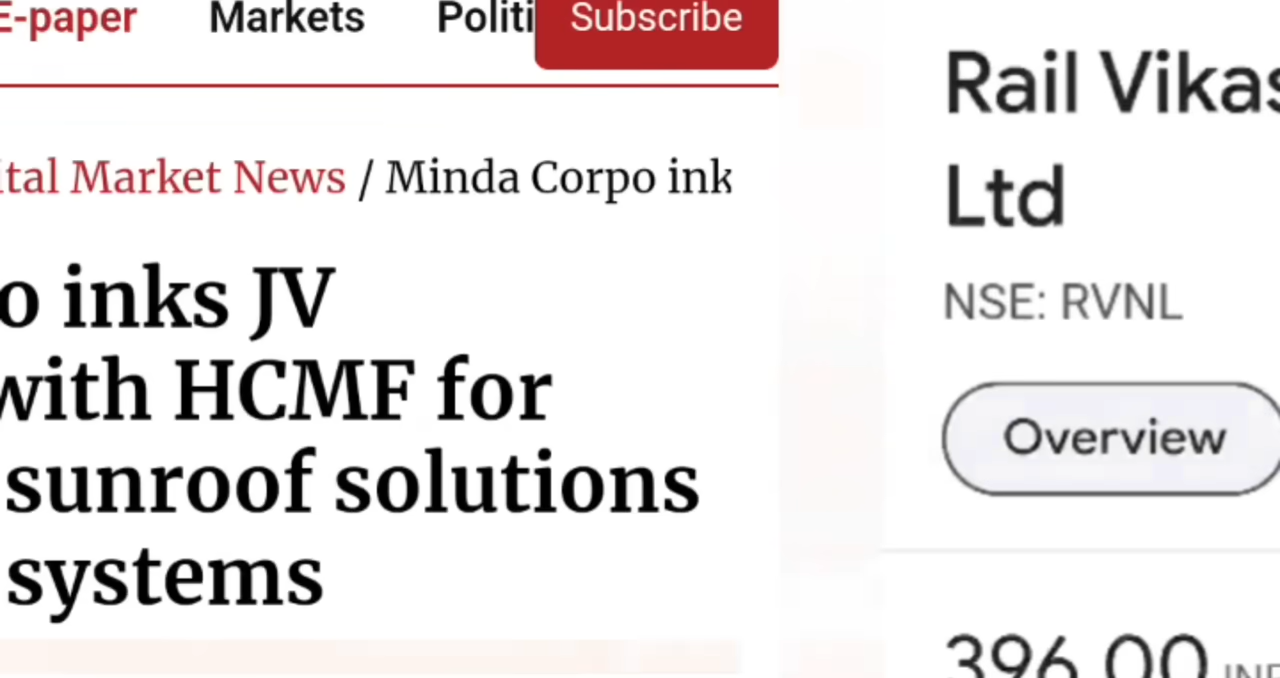 E-paper Markets Politi Subscribe
ital Market News / Minda Corpo ink
o inks JV
with HCMF for
sunroof solutions
systems
Rail Vikas
Ltd
NSE: RVNL
Overview
396.00 INR